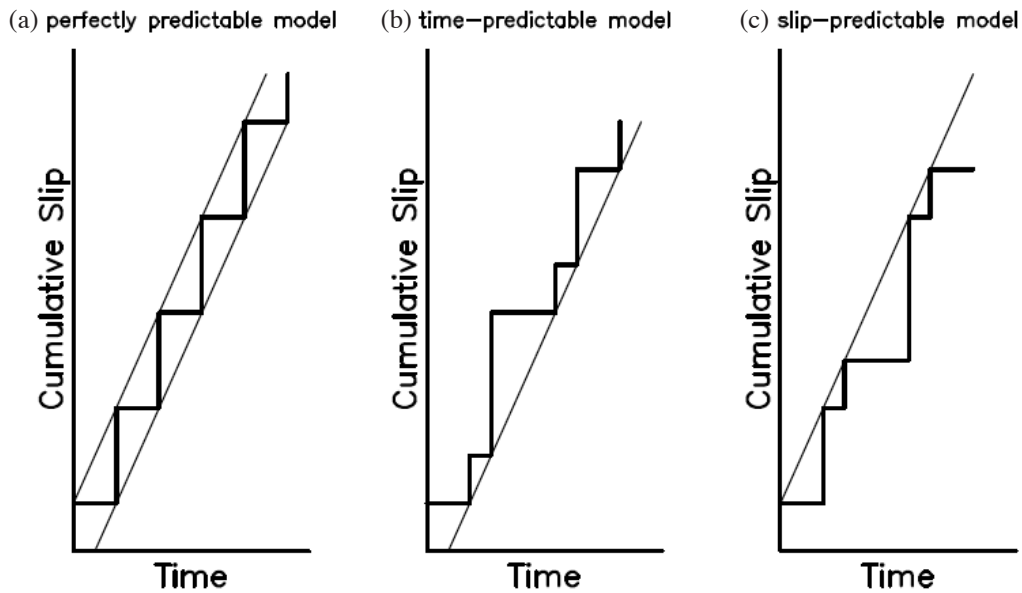 (a) perfectly predictable model
(b) time-predictable model
(c) slip-predictable model
Cumulative Slip
Cumulative Slip
Cumulative Slip
Time
Time
Time